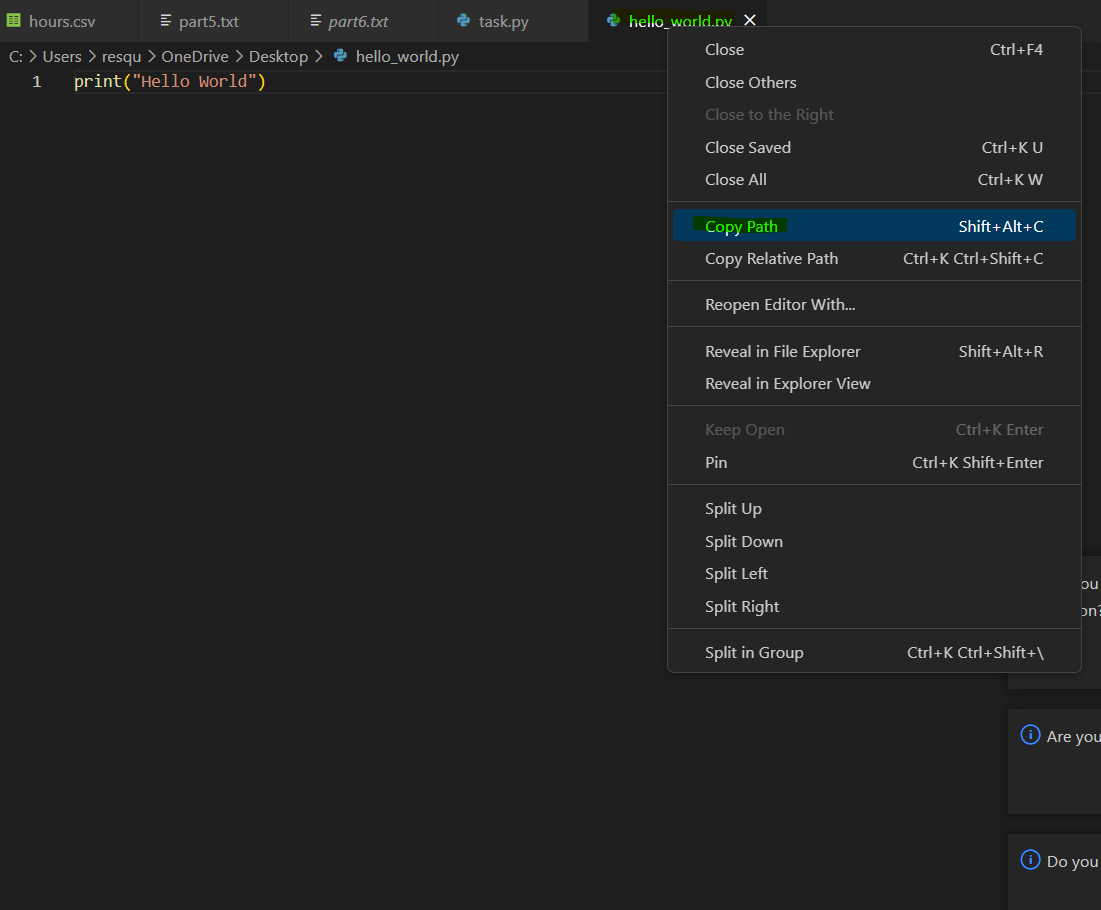 hours.csv part5.txt part6.txt task.py hello_world.py
C: > Users > resqu > OneDrive > Desktop > hello_world.py
1 print("Hello World")
Close Ctrl+F4
Close Others
Close to the Right
Close Saved Ctrl+K U
Close All Ctrl+K W
Copy Path Shift+Alt+C
Copy Relative Path Ctrl+K Ctrl+Shift+C
Reopen Editor With...
Reveal in File Explorer Shift+Alt+R
Reveal in Explorer View
Keep Open Ctrl+K Enter
Pin Ctrl+K Shift+Enter
Split Up
Split Down
Split Left
Split Right
Split in Group Ctrl+K Ctrl+Shift+\
Are you
Do you